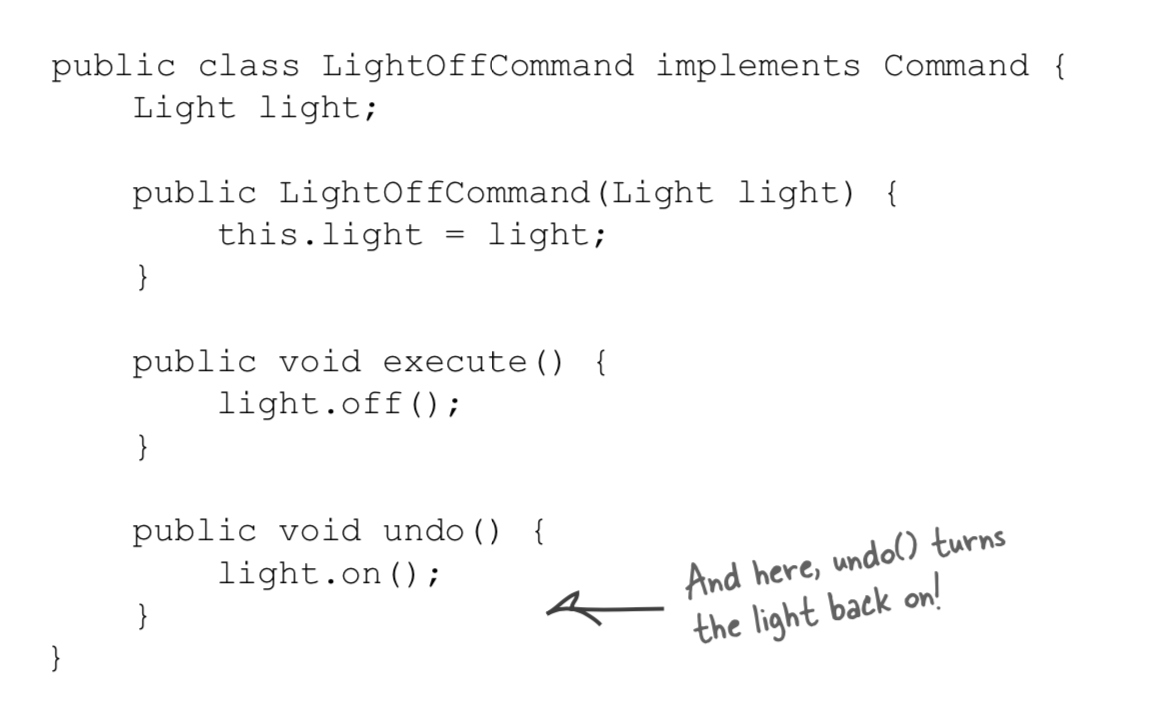 public class LightOffCommand implements Command {
Light light;
public LightOffCommand(Light light) {
this.light = light;
}
public void execute() {
light.off();
}
public void undo() {
light.on();
}
}
And here, undo() turns
the light back on!